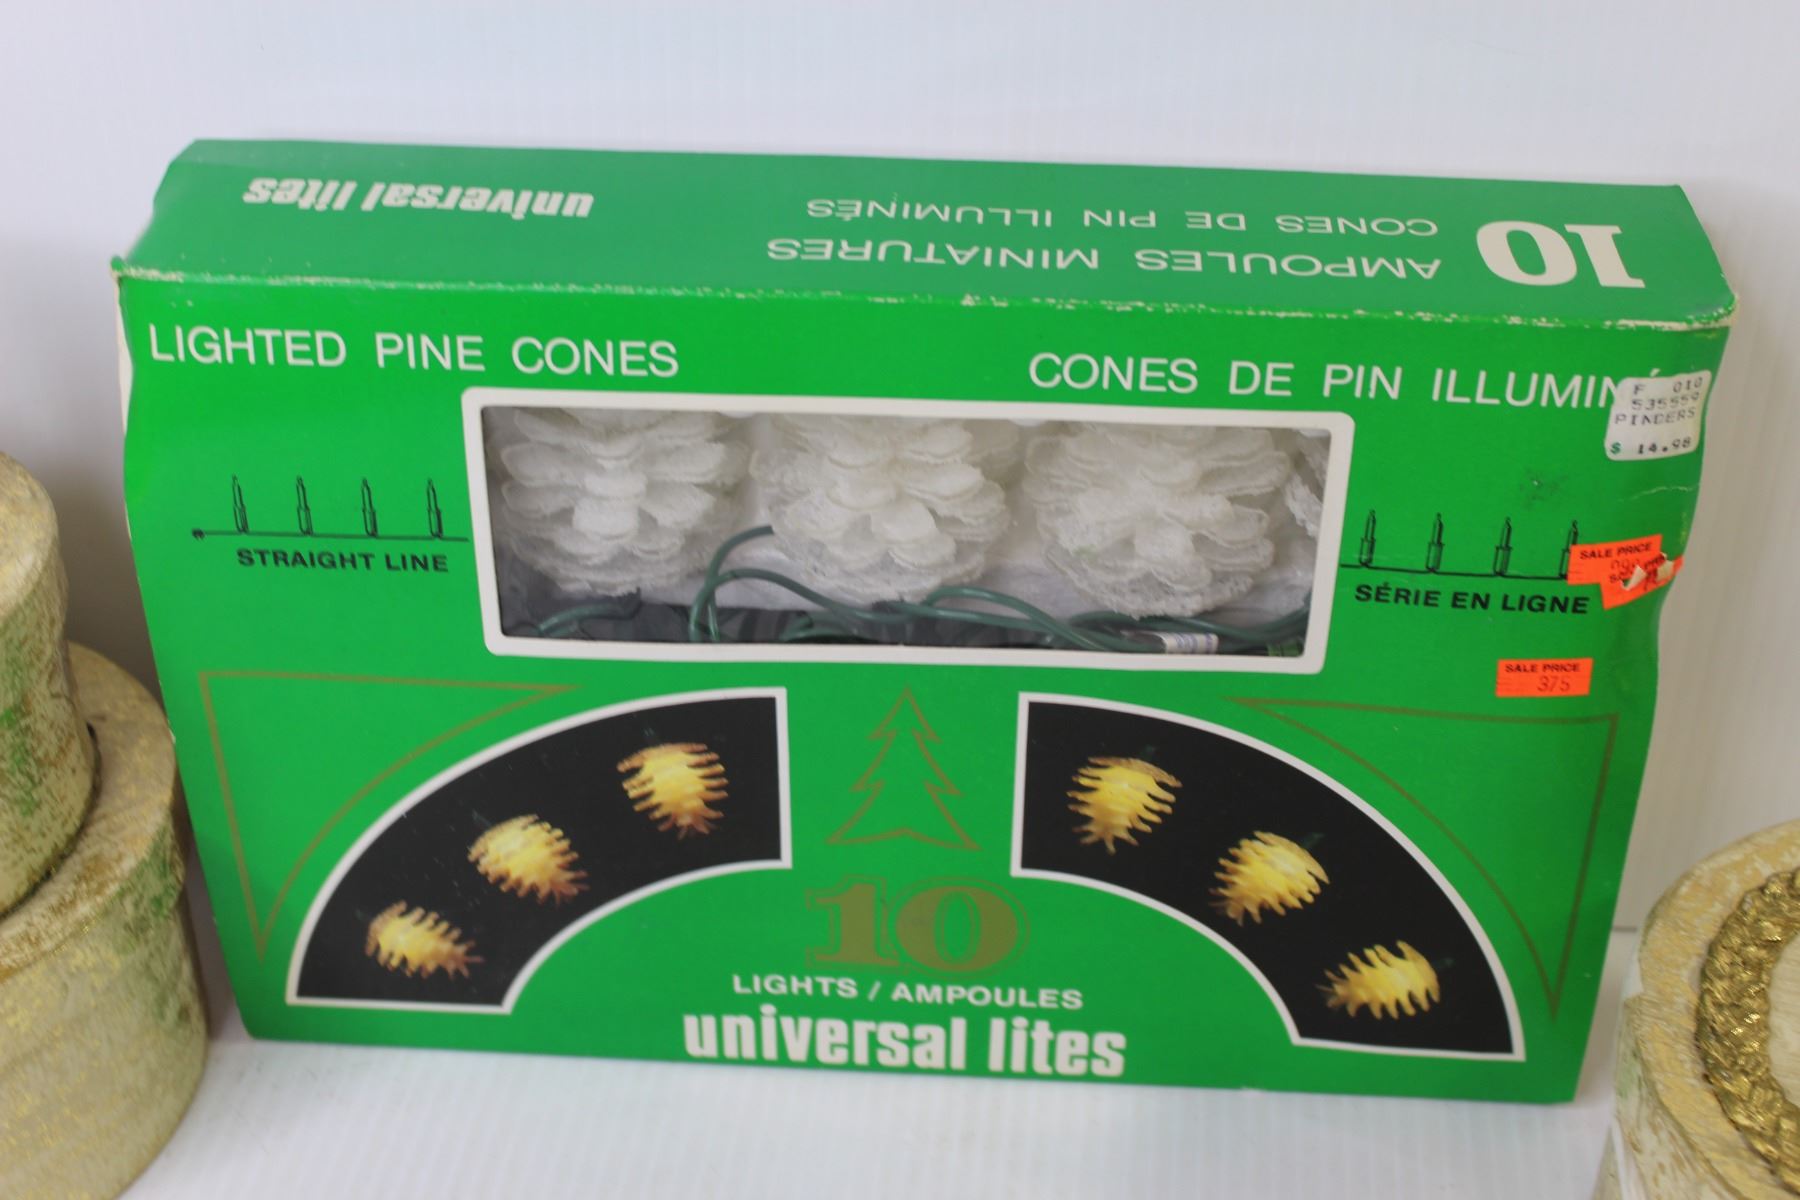 universal lites
10
AMPOULES MINIATURES
CONES DE PIN ILLUMINÉS
LIGHTED PINE CONES
CONES DE PIN ILLUMINÉ
F 010
535559
PINDERS
$ 14.98
STRAIGHT LINE
SÉRIE EN LIGNE
SALE PRICE
SALE PRICE
375
10
LIGHTS / AMPOULES
universal lites